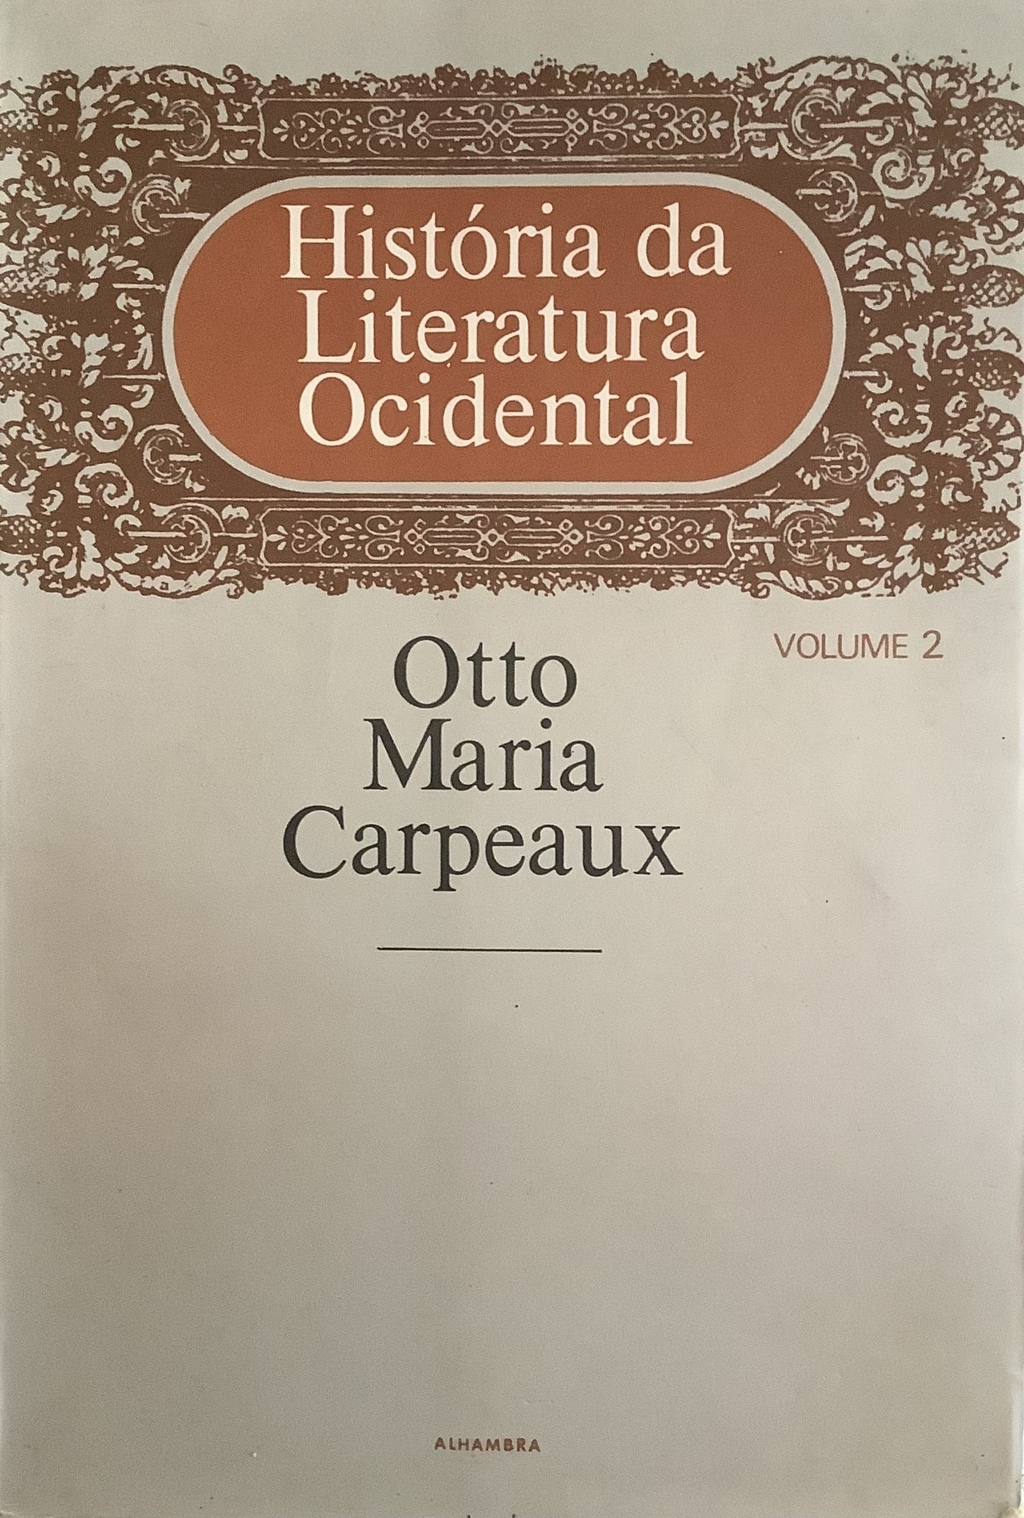 História da
Literatura
Ocidental
VOLUME 2
Otto
Maria
Carpeaux
ALHAMBRA